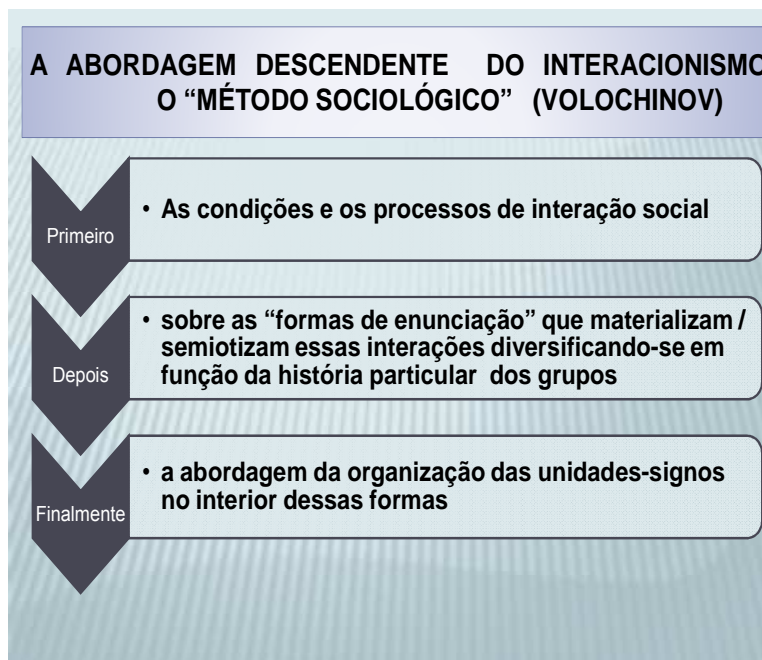 A ABORDAGEM DESCENDENTE DO INTERACIONISMO
O “MÉTODO SOCIOLÓGICO” (VOLOCHINOV)
Primeiro
• As condições e os processos de interação social
Depois
• sobre as “formas de enunciação” que materializam /
semiotizam essas interações diversificando-se em
função da história particular dos grupos
Finalmente
• a abordagem da organização das unidades-signos
no interior dessas formas